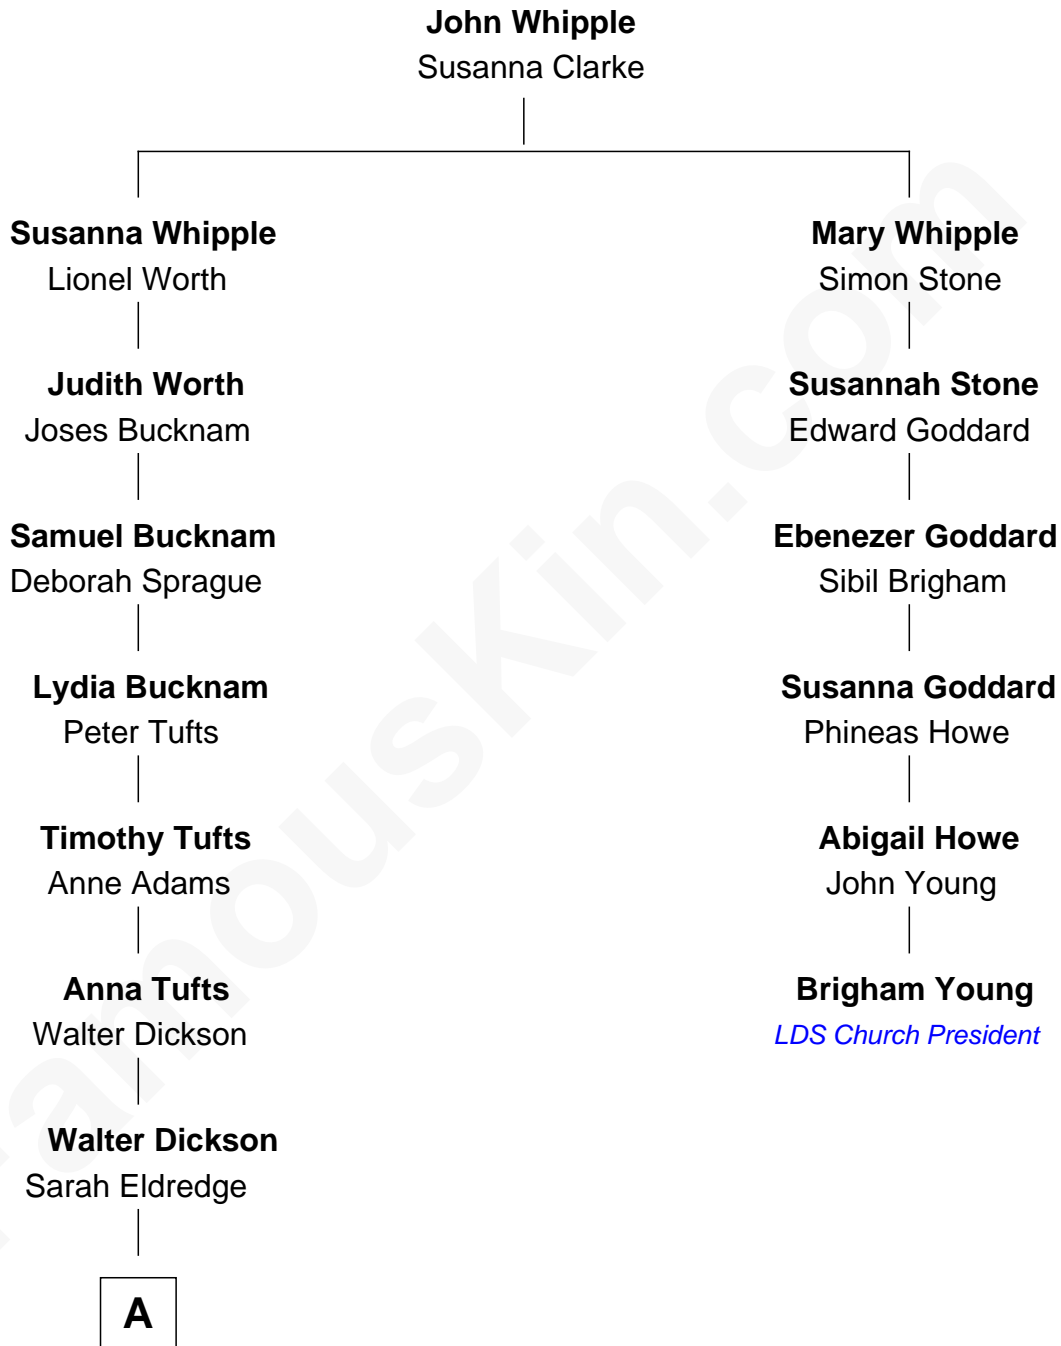 John Whipple
Susanna Clarke
Susanna Whipple
Lionel Worth
Judith Worth
Joses Bucknam
Samuel Bucknam
Deborah Sprague
Lydia Bucknam
Peter Tufts
Timothy Tufts
Anne Adams
Anna Tufts
Walter Dickson
Walter Dickson
Sarah Eldredge
A
Mary Whipple
Simon Stone
Susannah Stone
Edward Goddard
Ebenezer Goddard
Sibil Brigham
Susanna Goddard
Phineas Howe
Abigail Howe
John Young
Brigham Young
LDS Church President
FamousKin.com